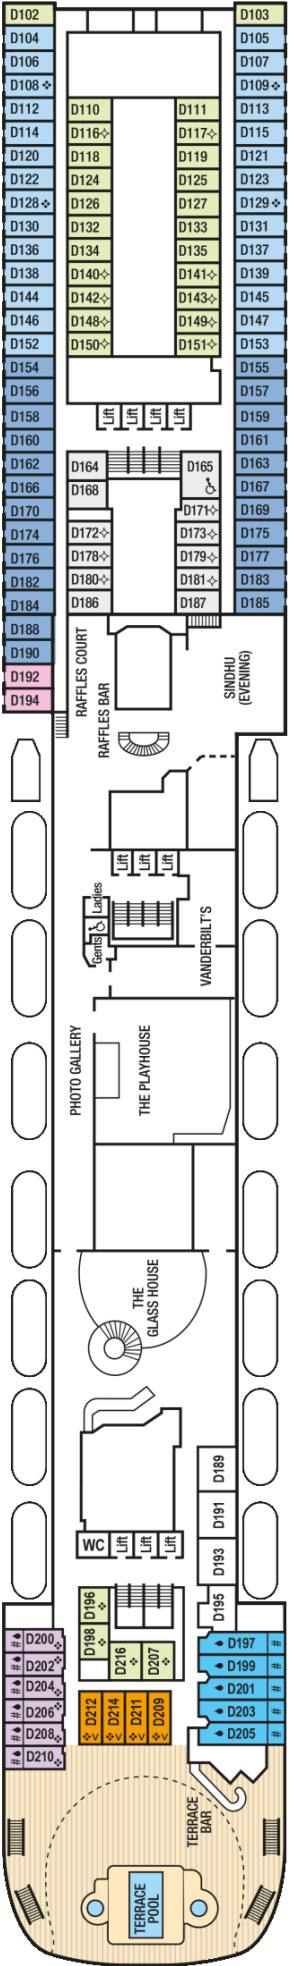 D102 D103
D104 D105
D106 D107
D108 D109
D112 D110 D111 D113
D114 D116 D117 D115
D120 D118 D119 D121
D122 D124 D125 D123
D128 D126 D127 D129
D130 D132 D133 D131
D136 D134 D135 D137
D138 D140 D141 D139
D144 D142 D143 D145
D146 D148 D149 D147
D152 D150 D151 D153
D154 D155
D156 D157
D158 Lift Lift Lift Lift D159
D160 D161
D162 D164 D165 D163
D166 D168 D167
D170 D171 D169
D174 D172 D173 D175
D176 D178 D179 D177
D182 D180 D181 D183
D184 D186 D187 D185
D188
D190
D192
D194
RAFFLES COURT
RAFFLES BAR
SINDHU
(EVENING)
Lift Lift Lift
Ladies
Gents
VANDERBILT'S
PHOTO GALLERY
THE PLAYHOUSE
THE
GLASS HOUSE
D189
D191
WC Lift Lift D193
D195
D196
D198
D216 D207
D200 D197
D202 D199
D204 D201
D206 D203
D208 D205
D210
D212 D214 D211 D209
TERRACE
BAR
TERRACE
POOL